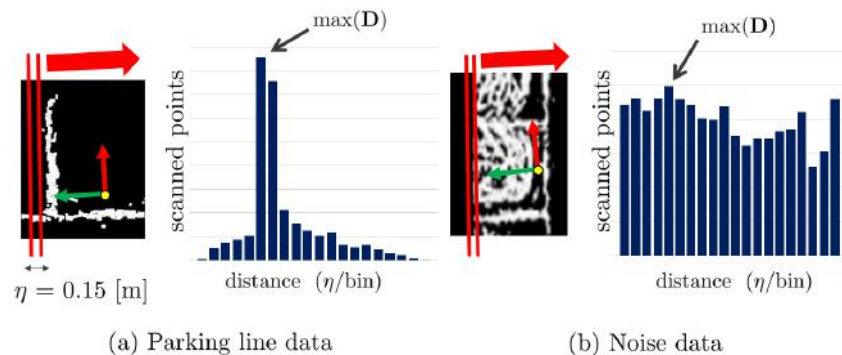 max(D)
scanned points
distance (η/bin)
η = 0.15 [m]
(a) Parking line data
max(D)
scanned points
distance (η/bin)
(b) Noise data